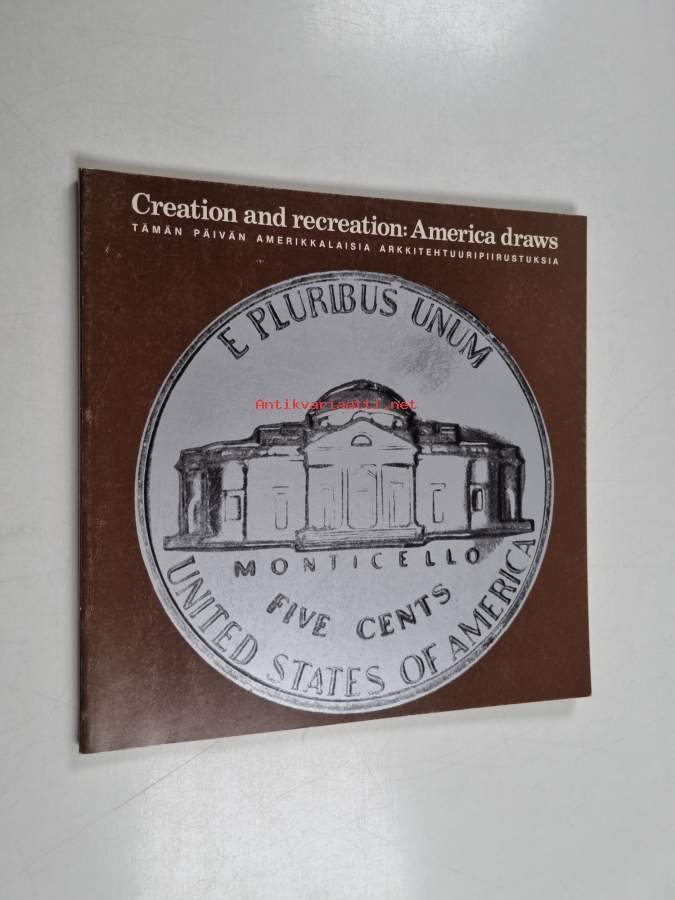 Creation and recreation: America draws
TÄMÄN PÄIVÄN AMERIKKALAISIA ARKKITEHTUURIPIIRUSTUKSIA
E PLURIBUS UNUM
Antikvariaatti.net
MONTICELLO
FIVE CENTS
UNITED STATES OF AMERICA